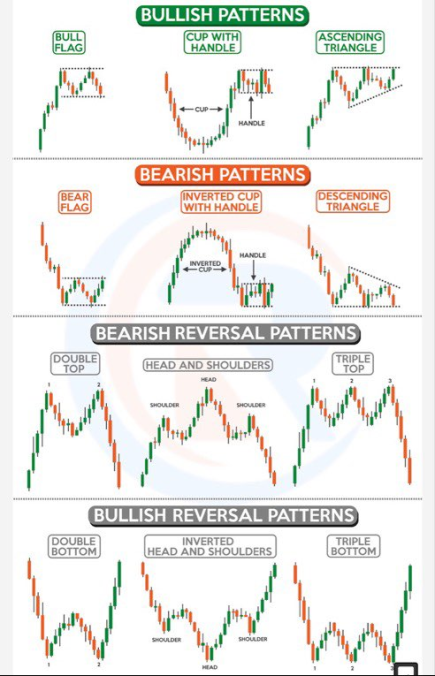 BULLISH PATTERNS
BULL
FLAG
CUP WITH
HANDLE
ASCENDING
TRIANGLE
CUP
HANDLE
BEARISH PATTERNS
BEAR
FLAG
INVERTED CUP
WITH HANDLE
DESCENDING
TRIANGLE
HANDLE
INVERTED
CUP
BEARISH REVERSAL PATTERNS
DOUBLE
TOP
HEAD AND SHOULDERS
TRIPLE
TOP
1 2
HEAD
SHOULDER SHOULDER
1 2 3
BULLISH REVERSAL PATTERNS
DOUBLE
BOTTOM
INVERTED
HEAD AND SHOULDERS
TRIPLE
BOTTOM
SHOULDER SHOULDER
HEAD
1 2
1 2 3